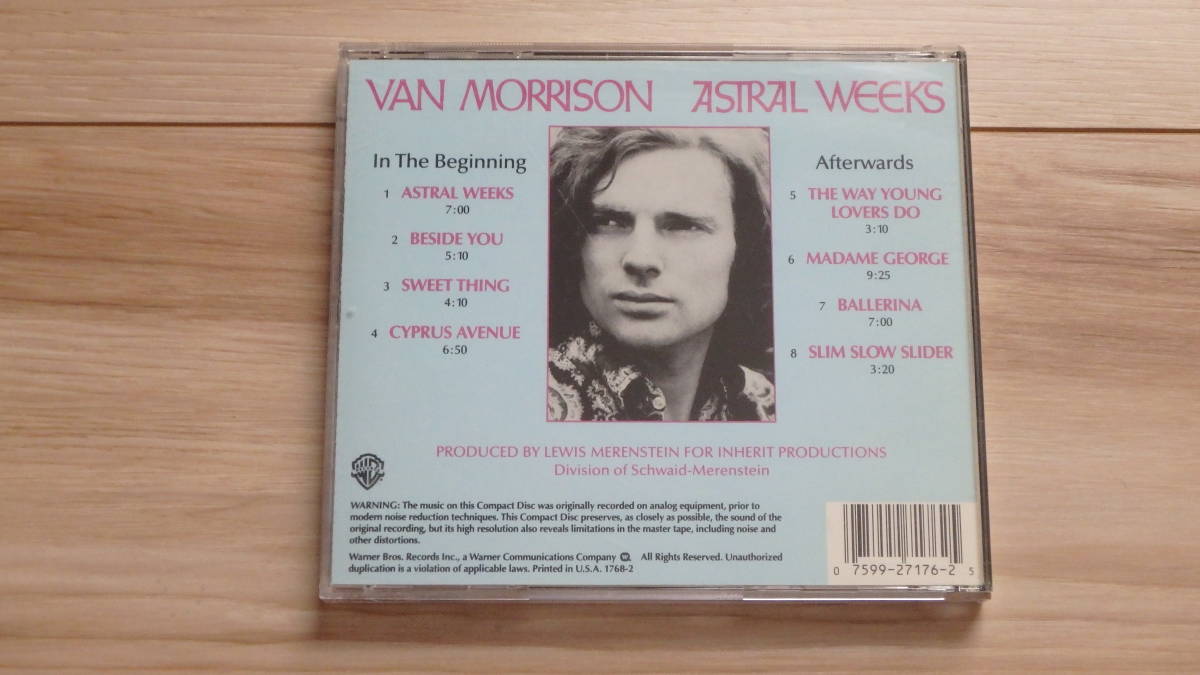 VAN MORRISON ASTRAL WEEKS
In The Beginning
1 ASTRAL WEEKS
7:00
2 BESIDE YOU
5:10
3 SWEET THING
4:10
4 CYPRUS AVENUE
6:50
Afterwards
5 THE WAY YOUNG
LOVERS DO
3:10
6 MADAME GEORGE
9:25
7 BALLERINA
7:00
8 SLIM SLOW SLIDER
3:20
PRODUCED BY LEWIS MERENSTEIN FOR INHERIT PRODUCTIONS
Division of Schwaid-Merenstein
WARNING: The music on this Compact Disc was originally recorded on analog equipment, prior to
modern noise reduction techniques. This Compact Disc preserves, as closely as possible, the sound of the
original recording, but its high resolution also reveals limitations in the master tape, including noise and
other distortions.
Warner Bros. Records Inc., a Warner Communications Company All Rights Reserved. Unauthorized
duplication is a violation of applicable laws. Printed in U.S.A. 1768-2
0 7599-27176-2 5